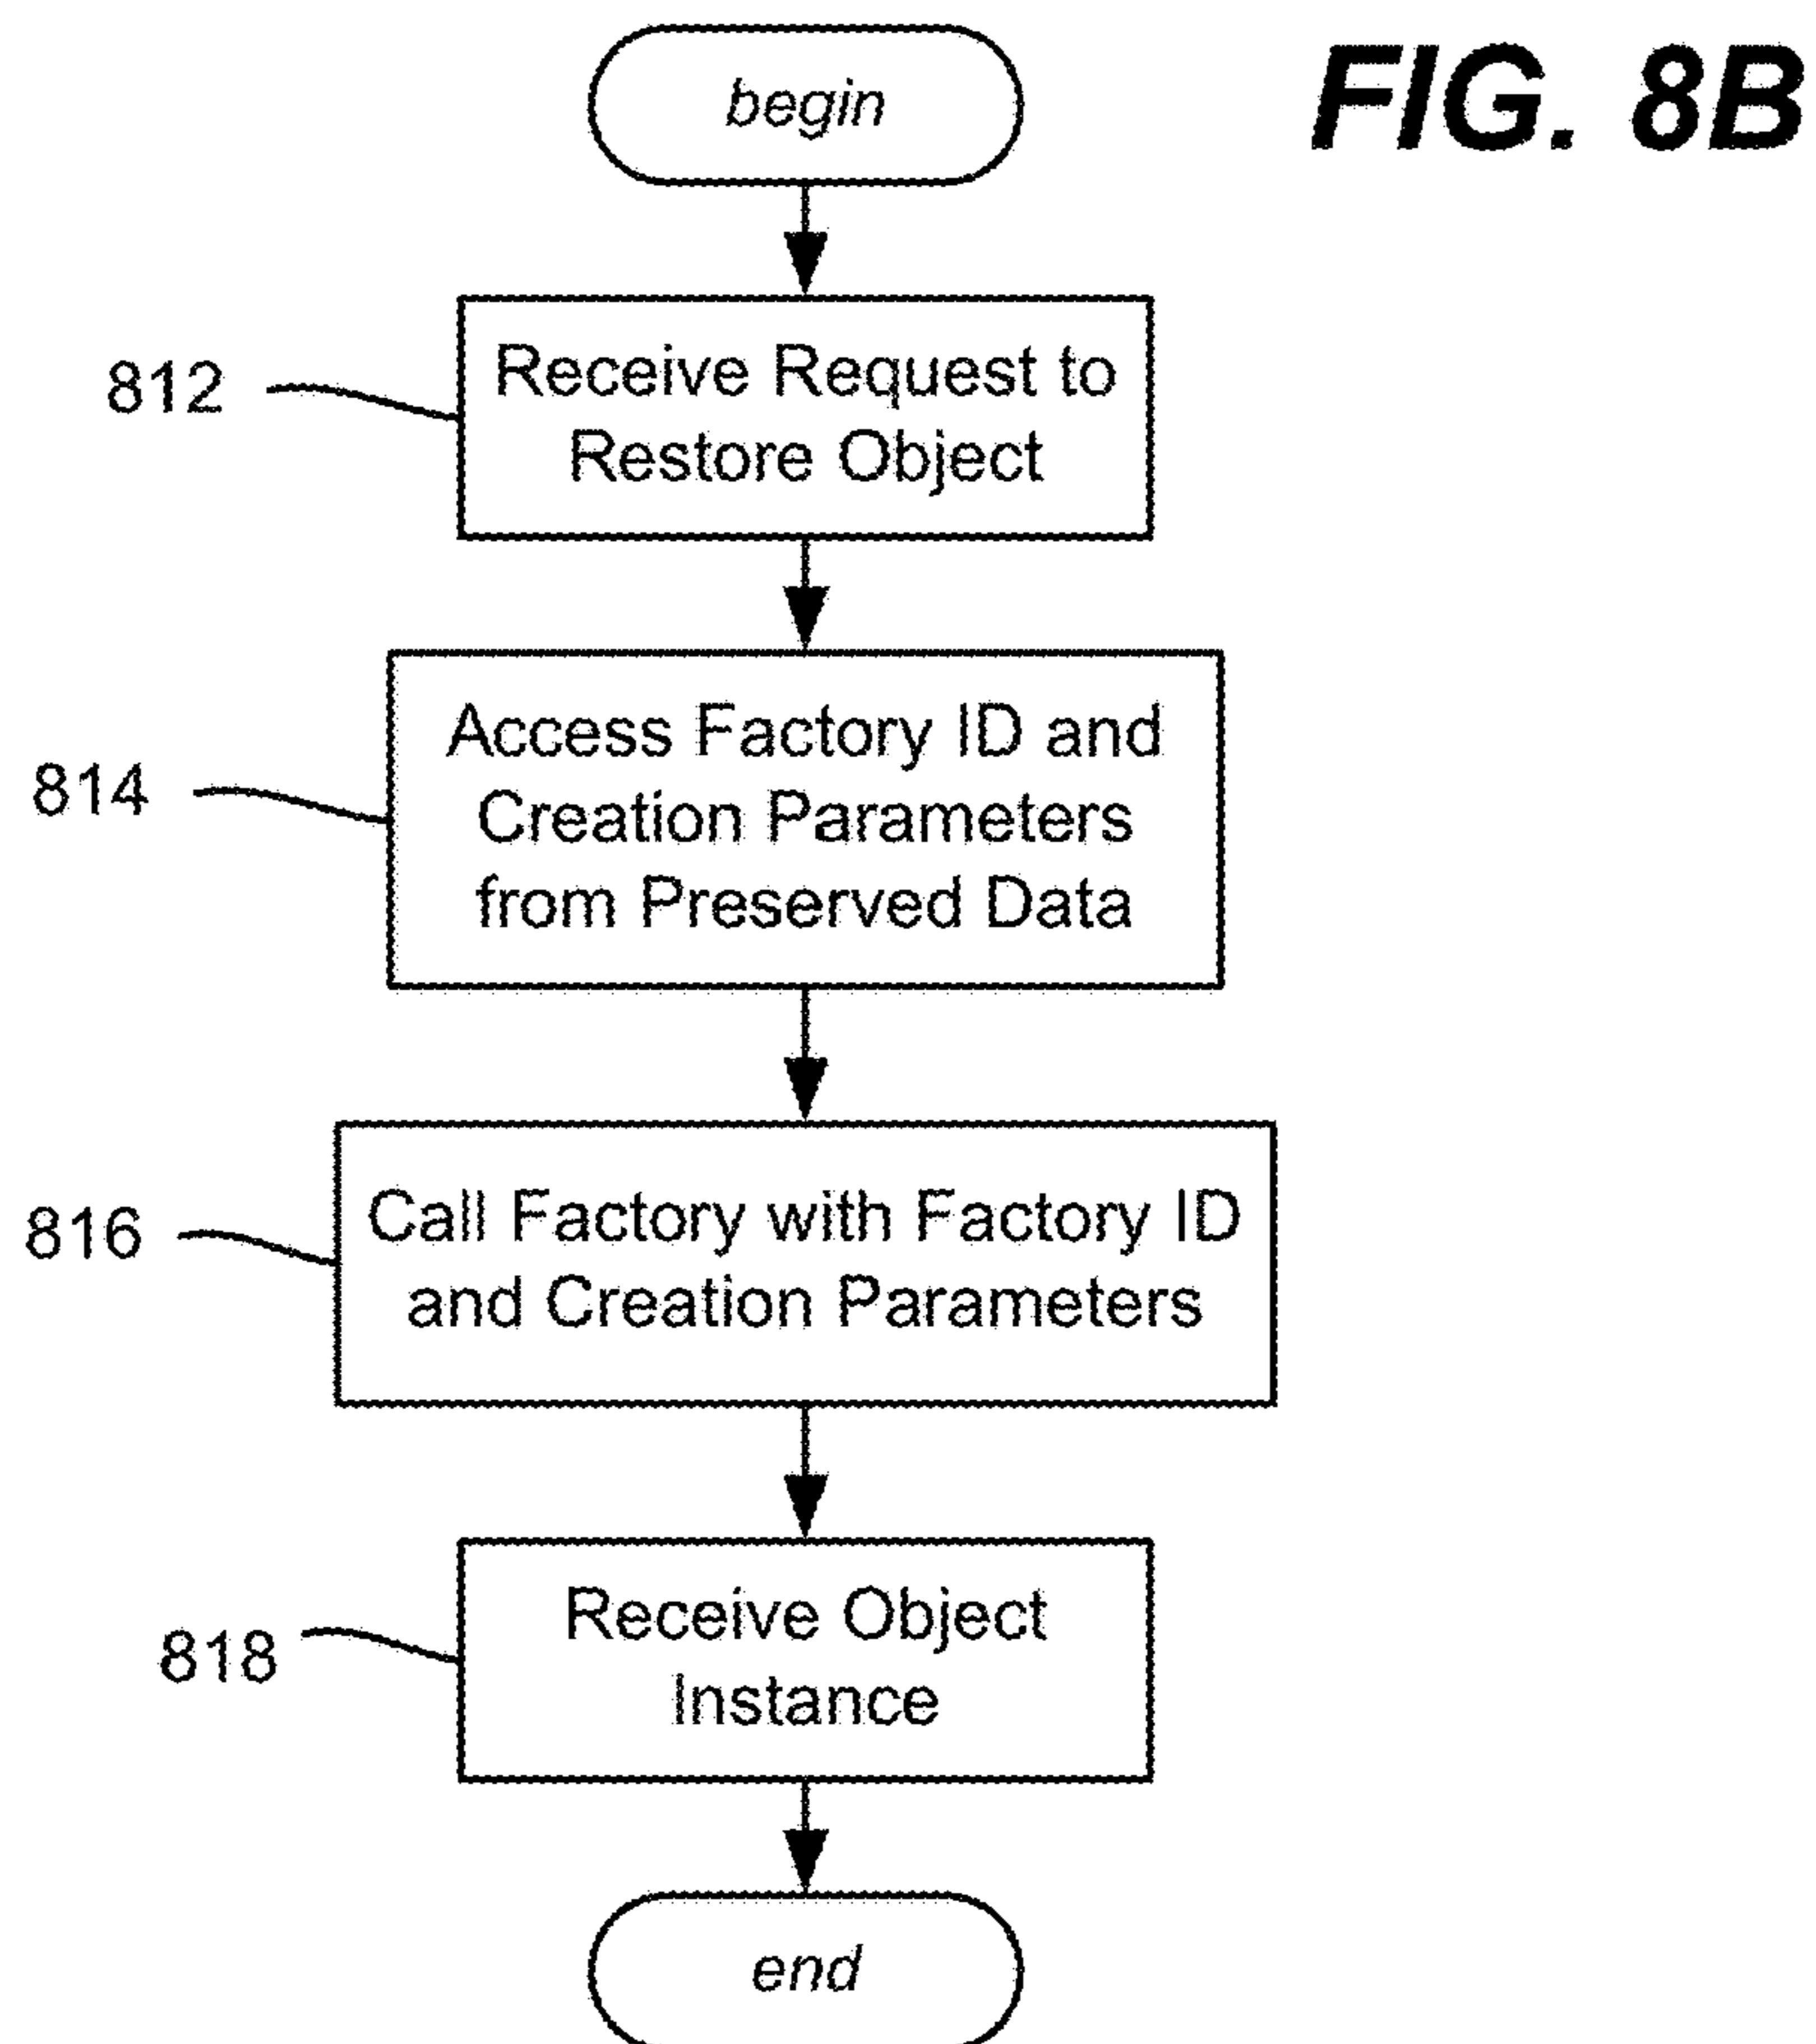 FIG. 8B
begin
812
Receive Request to
Restore Object
814
Access Factory ID and
Creation Parameters
from Preserved Data
816
Call Factory with Factory ID
and Creation Parameters
818
Receive Object
Instance
end